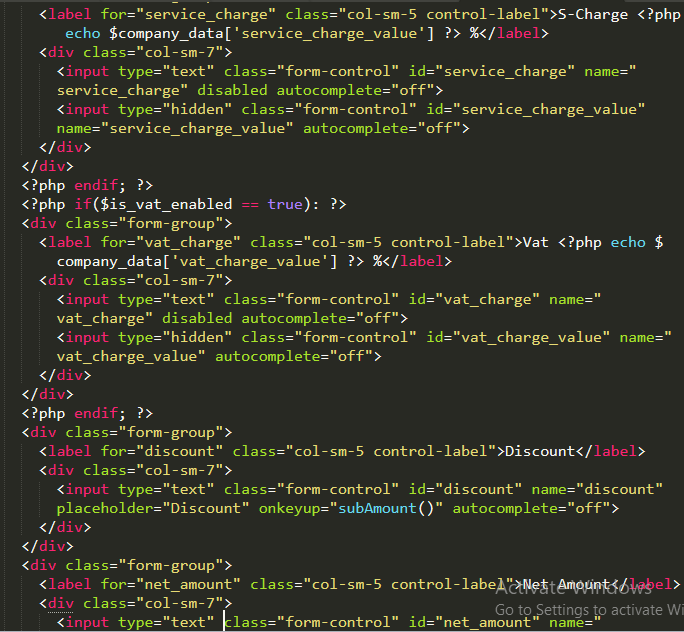 <label for="service_charge" class="col-sm-5 control-label">S-Charge <?php
echo $company_data['service_charge_value'] ?> %</label>
<div class="col-sm-7">
<input type="text" class="form-control" id="service_charge" name="
service_charge" disabled autocomplete="off">
<input type="hidden" class="form-control" id="service_charge_value"
name="service_charge_value" autocomplete="off">
</div>
</div>
<?php endif; ?>
<?php if($is_vat_enabled == true): ?>
<div class="form-group">
<label for="vat_charge" class="col-sm-5 control-label">Vat <?php echo $
company_data['vat_charge_value'] ?> %</label>
<div class="col-sm-7">
<input type="text" class="form-control" id="vat_charge" name="
vat_charge" disabled autocomplete="off">
<input type="hidden" class="form-control" id="vat_charge_value" name="
vat_charge_value" autocomplete="off">
</div>
</div>
<?php endif; ?>
<div class="form-group">
<label for="discount" class="col-sm-5 control-label">Discount</label>
<div class="col-sm-7">
<input type="text" class="form-control" id="discount" name="discount"
placeholder="Discount" onkeyup="subAmount()" autocomplete="off">
</div>
</div>
<div class="form-group">
<label for="net_amount" class="col-sm-5 control-label">Net Amount</label>
Activate Windows
<div class="col-sm-7">
Go to Settings to activate Wi
<input type="text" class="form-control" id="net_amount" name="